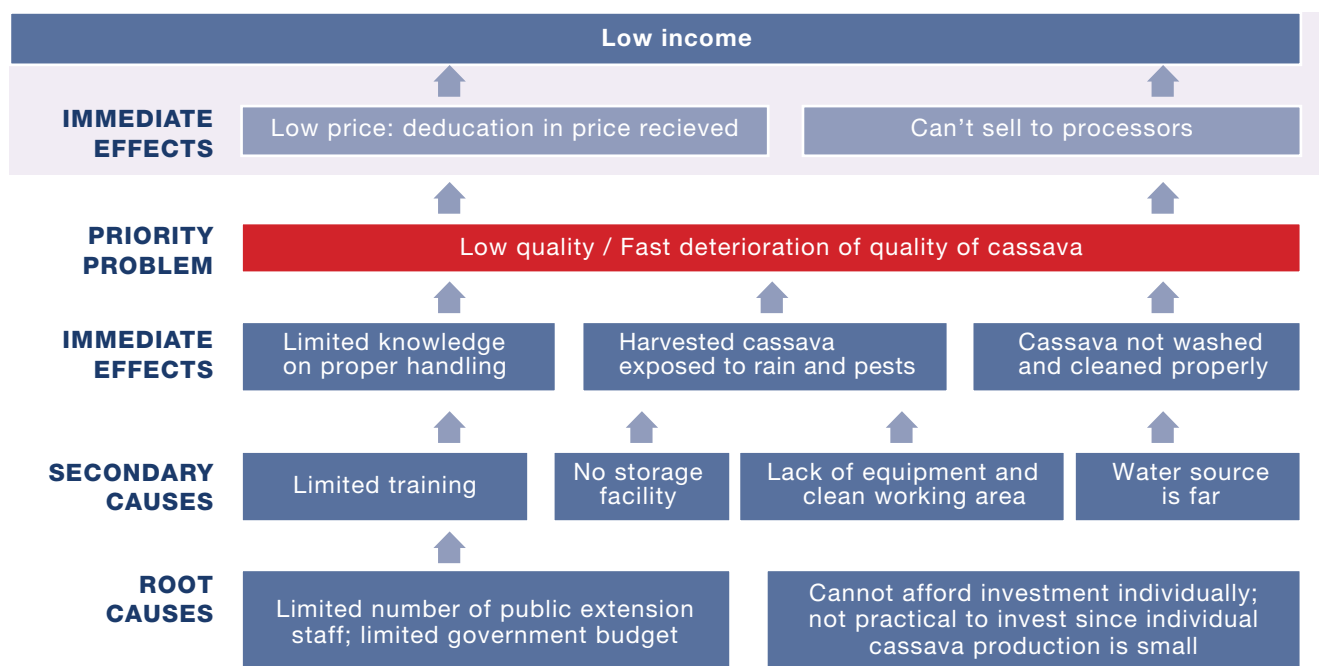 Low income
IMMEDIATE
EFFECTS
Low price: deducation in price recieved
Can't sell to processors
PRIORITY
PROBLEM
Low quality / Fast deterioration of quality of cassava
IMMEDIATE
EFFECTS
Limited knowledge
on proper handling
Harvested cassava
exposed to rain and pests
Cassava not washed
and cleaned properly
SECONDARY
CAUSES
Limited training
No storage
facility
Lack of equipment and
clean working area
Water source
is far
ROOT
CAUSES
Limited number of public extension
staff; limited government budget
Cannot afford investment individually;
not practical to invest since individual
cassava production is small